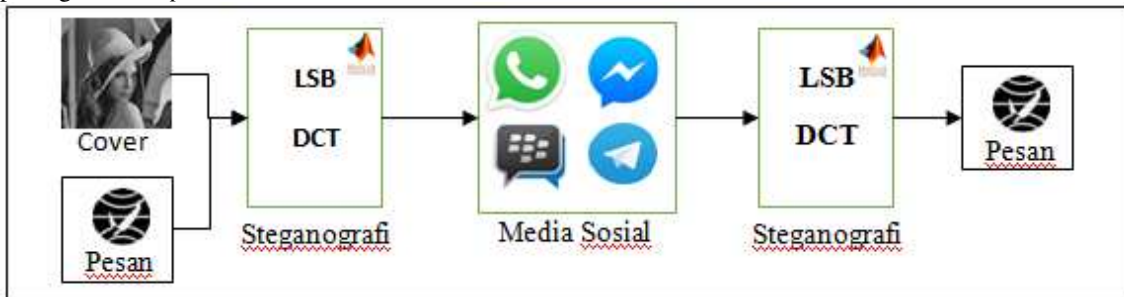 Cover
Pesan
LSB
DCT
Steganografi
Media Sosial
LSB
DCT
Steganografi
Pesan